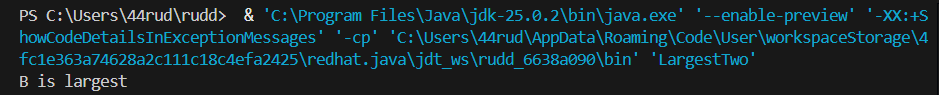 PS C:\Users\44rud\rudd>  & 'C:\Program Files\Java\jdk-25.0.2\bin\java.exe' '--enable-preview' '-XX:+S
howCodeDetailsInExceptionMessages' '-cp' 'C:\Users\44rud\AppData\Roaming\Code\User\workspaceStorage\4
fc1e363a74628a2c111c18c4efa2425\redhat.java\jdt_ws\rudd_6638a090\bin' 'LargestTwo'
B is largest